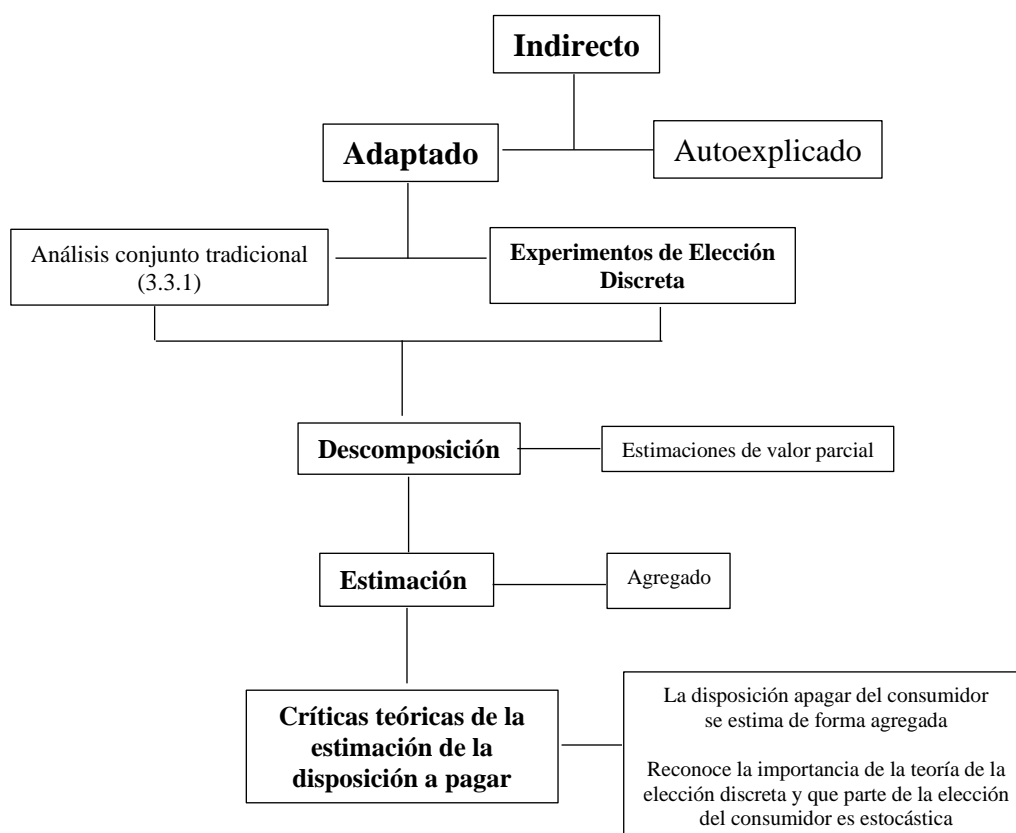 Indirecto
Adaptado
Autoexplicado
Análisis conjunto tradicional
(3.3.1)
Experimentos de Elección
Discreta
Descomposición
Estimaciones de valor parcial
Estimación
Agregado
Críticas teóricas de la
estimación de la
disposición a pagar
La disposición apagar del consumidor
se estima de forma agregada
Reconoce la importancia de la teoría de la
elección discreta y que parte de la elección
del consumidor es estocástica